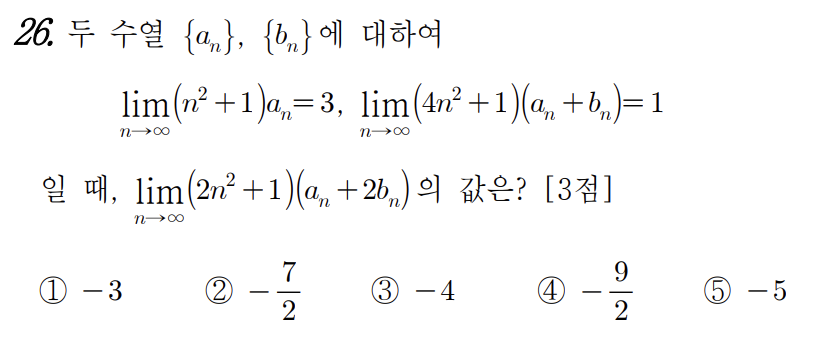 26. 두 수열 {aₙ}, {bₙ}에 대하여
lim(n→∞) (n² + 1)aₙ = 3, lim(n→∞) (4n² + 1)(aₙ + bₙ) = 1
일 때, lim(n→∞) (2n² + 1)(aₙ + 2bₙ)의 값은? [3점]
① −3 ② −7/2 ③ −4 ④ −9/2 ⑤ −5